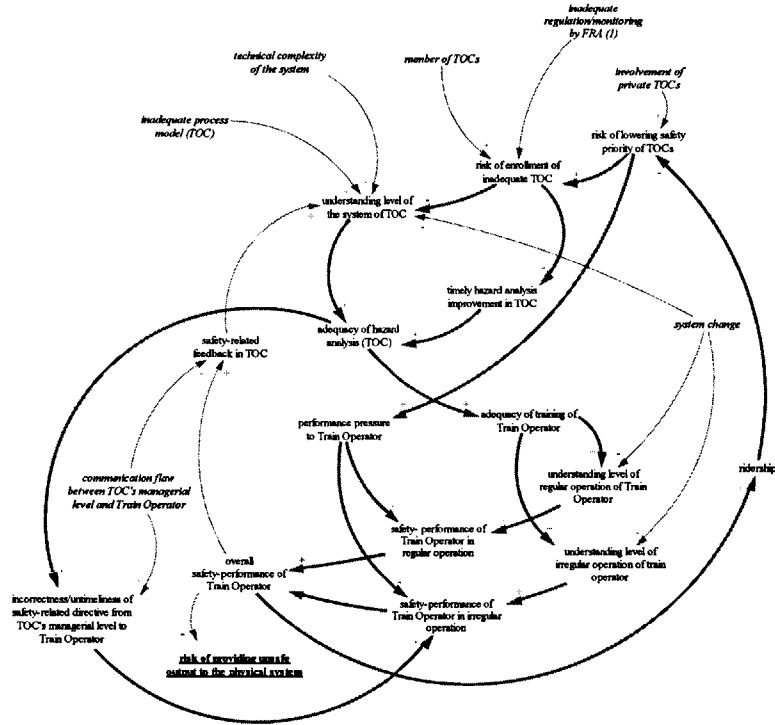 inadequate
regulation/monitoring
by FRA (1)
technical complexity
of the system
number of TOCs
involvement of
private TOCs
inadequate process
model (TOC)
risk of lowering safety
priority of TOCs
risk of enrollment of
inadequate TOC
understanding level of
the system of TOC
timely hazard analysis
improvement in TOC
system change
adequacy of hazard
analysis (TOC)
safety-related
feedback in TOC
performance pressure
to Train Operator
adequacy of training of
Train Operator
ridership
communication flaw
between TOC's managerial
level and Train Operator
understanding level of
regular operation of Train
Operator
safety- performance of
Train Operator in
regular operation
understanding level of
irregular operation of train
operator
overall
safety-performance of
Train Operator
incorrectness/untimeliness of
safety-related directive from
TOC's managerial level to
Train Operator
safety-performance of
Train Operator in irregular
operation
risk of providing unsafe
output to the physical system